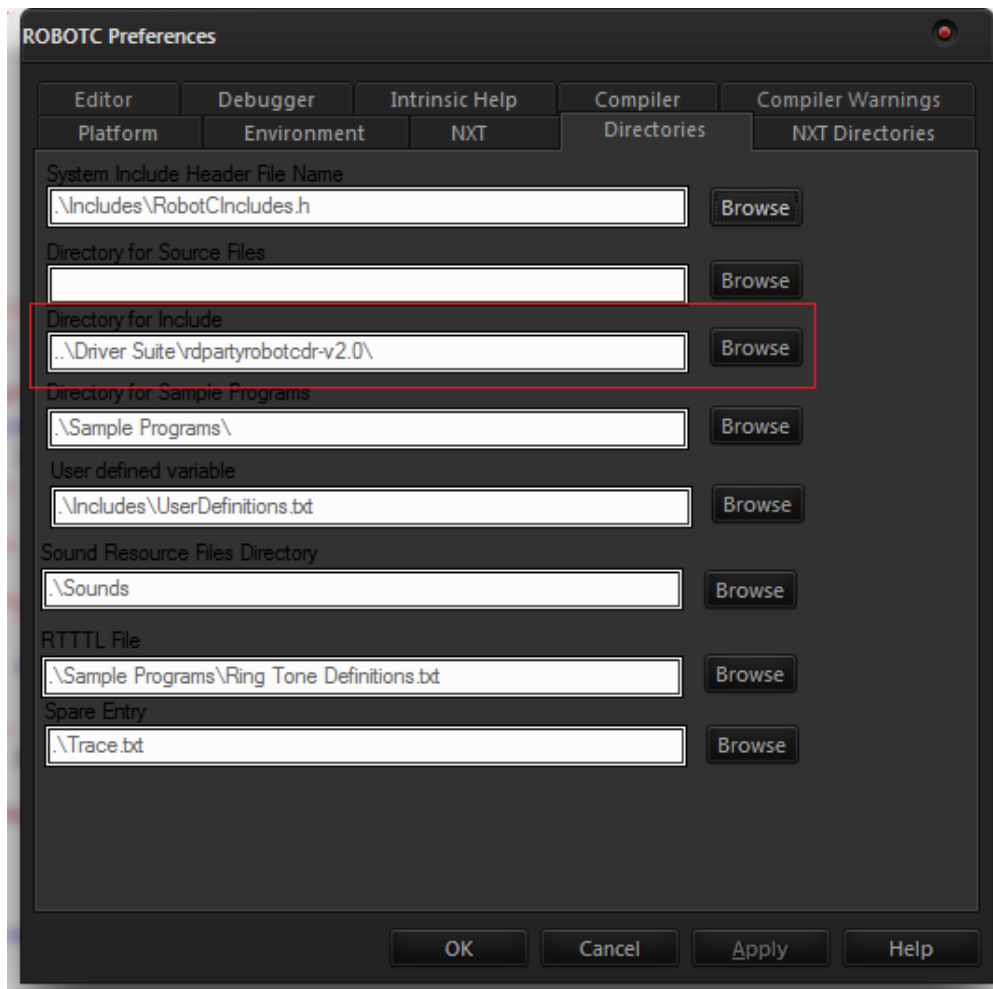 ROBOTC Preferences
Editor Debugger Intrinsic Help Compiler Compiler Warnings
Platform Environment NXT Directories NXT Directories
System Include Header File Name
.\Includes\RobotCIncludes.h Browse
Directory for Source Files
Browse
Directory for Include
..\Driver Suite\rdpartyrobotcdr-v2.0\ Browse
Directory for Sample Programs
.\Sample Programs\ Browse
User defined variable
.\Includes\UserDefinitions.txt Browse
Sound Resource Files Directory
.\Sounds Browse
RTTTL File
.\Sample Programs\Ring Tone Definitions.txt Browse
Spare Entry
.\Trace.txt Browse
OK Cancel Apply Help